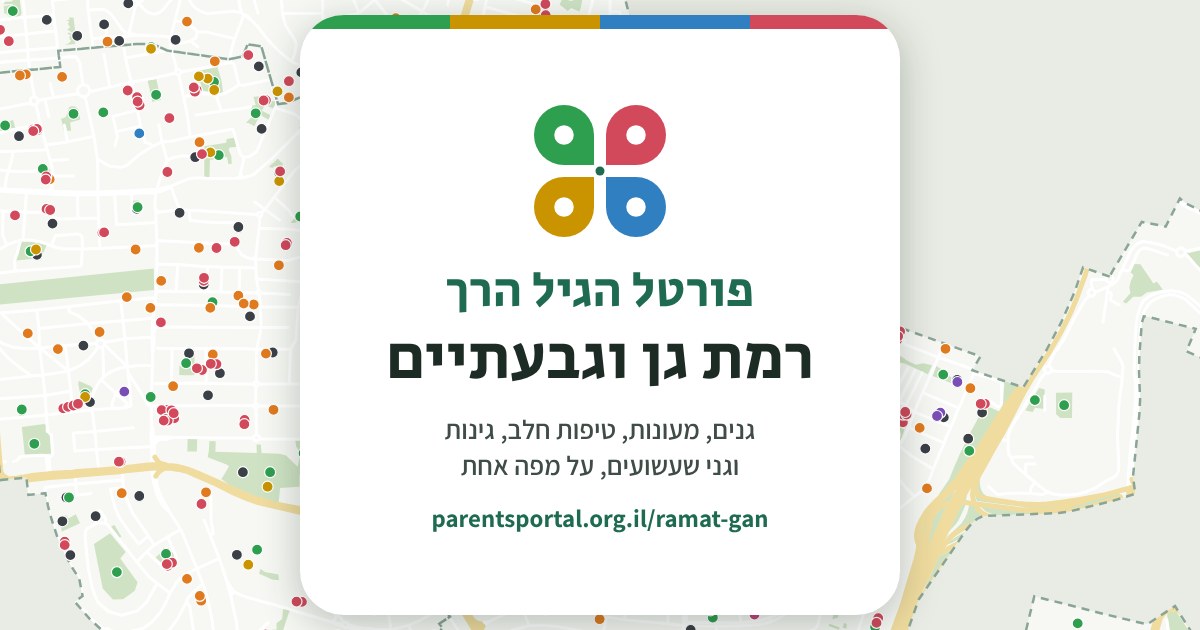 פורטל הגיל הרך
רמת גן וגבעתיים
גנים, מעונות, טיפות חלב, גינות
וגני שעשועים, על מפה אחת
parentsportal.org.il/ramat-gan